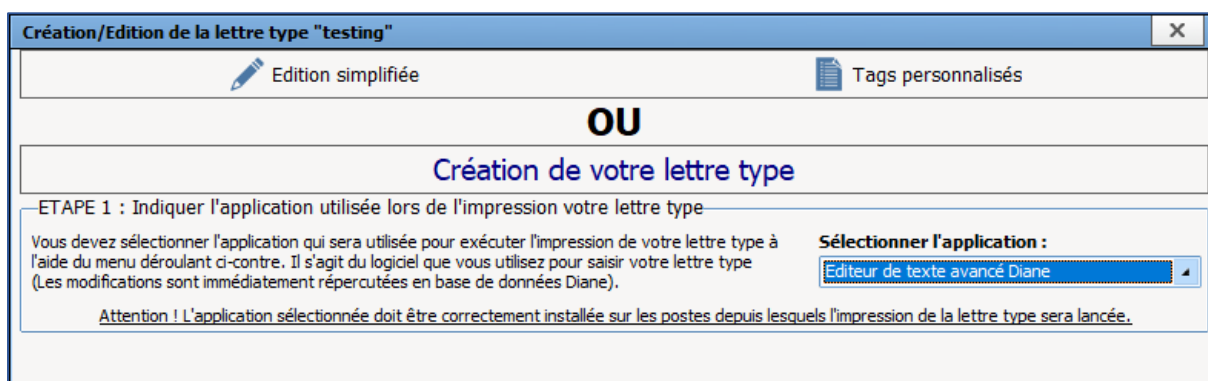 Création/Edition de la lettre type "testing"
Edition simplifiée
Tags personnalisés
OU
Création de votre lettre type
ETAPE 1 : Indiquer l'application utilisée lors de l'impression votre lettre type
Vous devez sélectionner l'application qui sera utilisée pour exécuter l'impression de votre lettre type à
l'aide du menu déroulant ci-contre. Il s'agit du logiciel que vous utilisez pour saisir votre lettre type
(Les modifications sont immédiatement répercutées en base de données Diane).
Sélectionner l'application :
Editeur de texte avancé Diane
Attention ! L'application sélectionnée doit être correctement installée sur les postes depuis lesquels l'impression de la lettre type sera lancée.